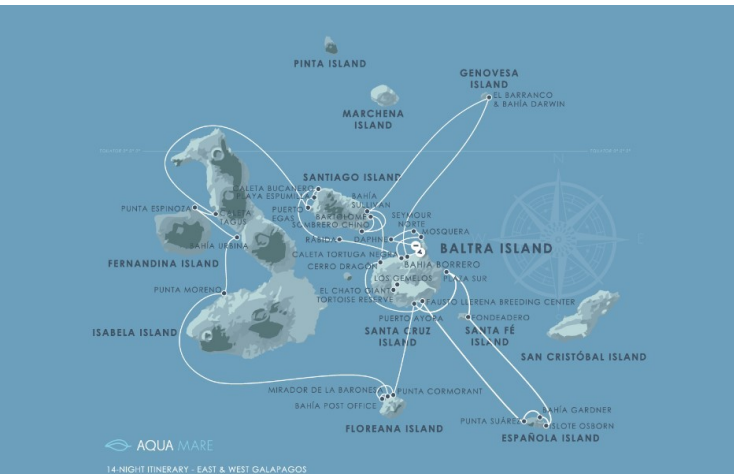 PINTA ISLAND
GENOVESA
ISLAND
EL BARRANCO
& BAHÍA DARWIN
MARCHENA
ISLAND
N
SANTIAGO ISLAND
CALETA BUCANERO
PLAYA ESPUMILLA
PUERTO
EGAS
BAHÍA
SULLIVAN
BARTOLOMÉ
SOMBRERO CHINO
SEYMOUR
NORTE
MOSQUERA
PUNTA ESPINOZA
CALETA
TAGUS
RÁBIDA
DAPHNE
BALTRA ISLAND
BAHÍA URBINA
CALETA TORTUGA NEGRA
BAHIA BORRERO
CERRO DRAGÓN
FERNANDINA ISLAND
LOS GEMELOS
PLAYA SUR
PUNTA MORENO
EL CHATO GIANT
TORTOISE RESERVE
FAUSTO LLERENA BREEDING CENTER
PUERTO AYORA
FONDEADERO
ISABELA ISLAND
SANTA CRUZ
ISLAND
SANTA FÉ
ISLAND
SAN CRISTÓBAL ISLAND
MIRADOR DE LA BARONESA
PUNTA CORMORANT
BAHÍA POST OFFICE
FLOREANA ISLAND
BAHÍA GARDNER
PUNTA SUÁREZ
ISLOTE OSBORN
ESPAÑOLA ISLAND
AQUA MARE
14-NIGHT ITINERARY - EAST & WEST GALAPAGOS